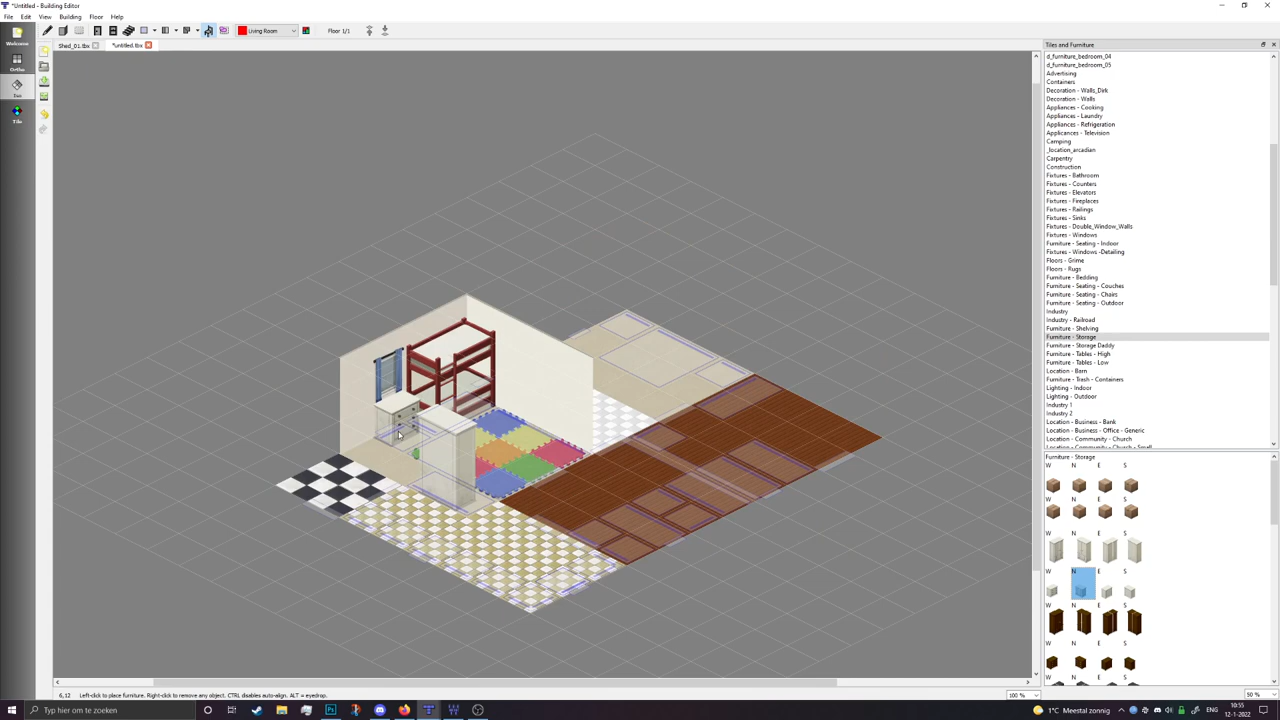 *Untitled - Building Editor
File Edit View Building Floor Help
Living Room
Floor 1/1
Welcome
Shed_01.tbx
*untitled.tbx
Ortho
Iso
Tile
Tiles and Furniture
d_furniture_bedroom_04
d_furniture_bedroom_05
Advertising
Containers
Decoration - Walls_Dirk
Decoration - Walls
Appliances - Cooking
Appliances - Laundry
Appliances - Refrigeration
Applicances - Television
Camping
_location_arcadian
Carpentry
Construction
Fixtures - Bathroom
Fixtures - Counters
Fixtures - Elevators
Fixtures - Fireplaces
Fixtures - Railings
Fixtures - Sinks
Fixtures - Double_Window_Walls
Fixtures - Windows
Furniture - Seating - Indoor
Fixtures - Windows -Detailing
Floors - Grime
Floors - Rugs
Furniture - Bedding
Furniture - Seating - Couches
Furniture - Seating - Chairs
Furniture - Seating - Outdoor
Industry
Industry - Railroad
Furniture - Shelving
Furniture - Storage
Furniture - Storage Daddy
Furniture - Tables - High
Furniture - Tables - Low
Location - Barn
Furniture - Trash - Containers
Lighting - Indoor
Lighting - Outdoor
Industry 1
Industry 2
Location - Business - Bank
Location - Business - Office - Generic
Location - Community - Church
Location - Community - Church - Small
Furniture - Storage
W N E S
W N E S
W N E S
W N E S
W N E S
W N E S
W N E S
6,12 Left-click to place furniture. Right-click to remove any object. CTRL disables auto-align. ALT = eyedrop.
100 %
50 %
Typ hier om te zoeken
1°C Meestal zonnig
ENG
10:55
12-1-2022